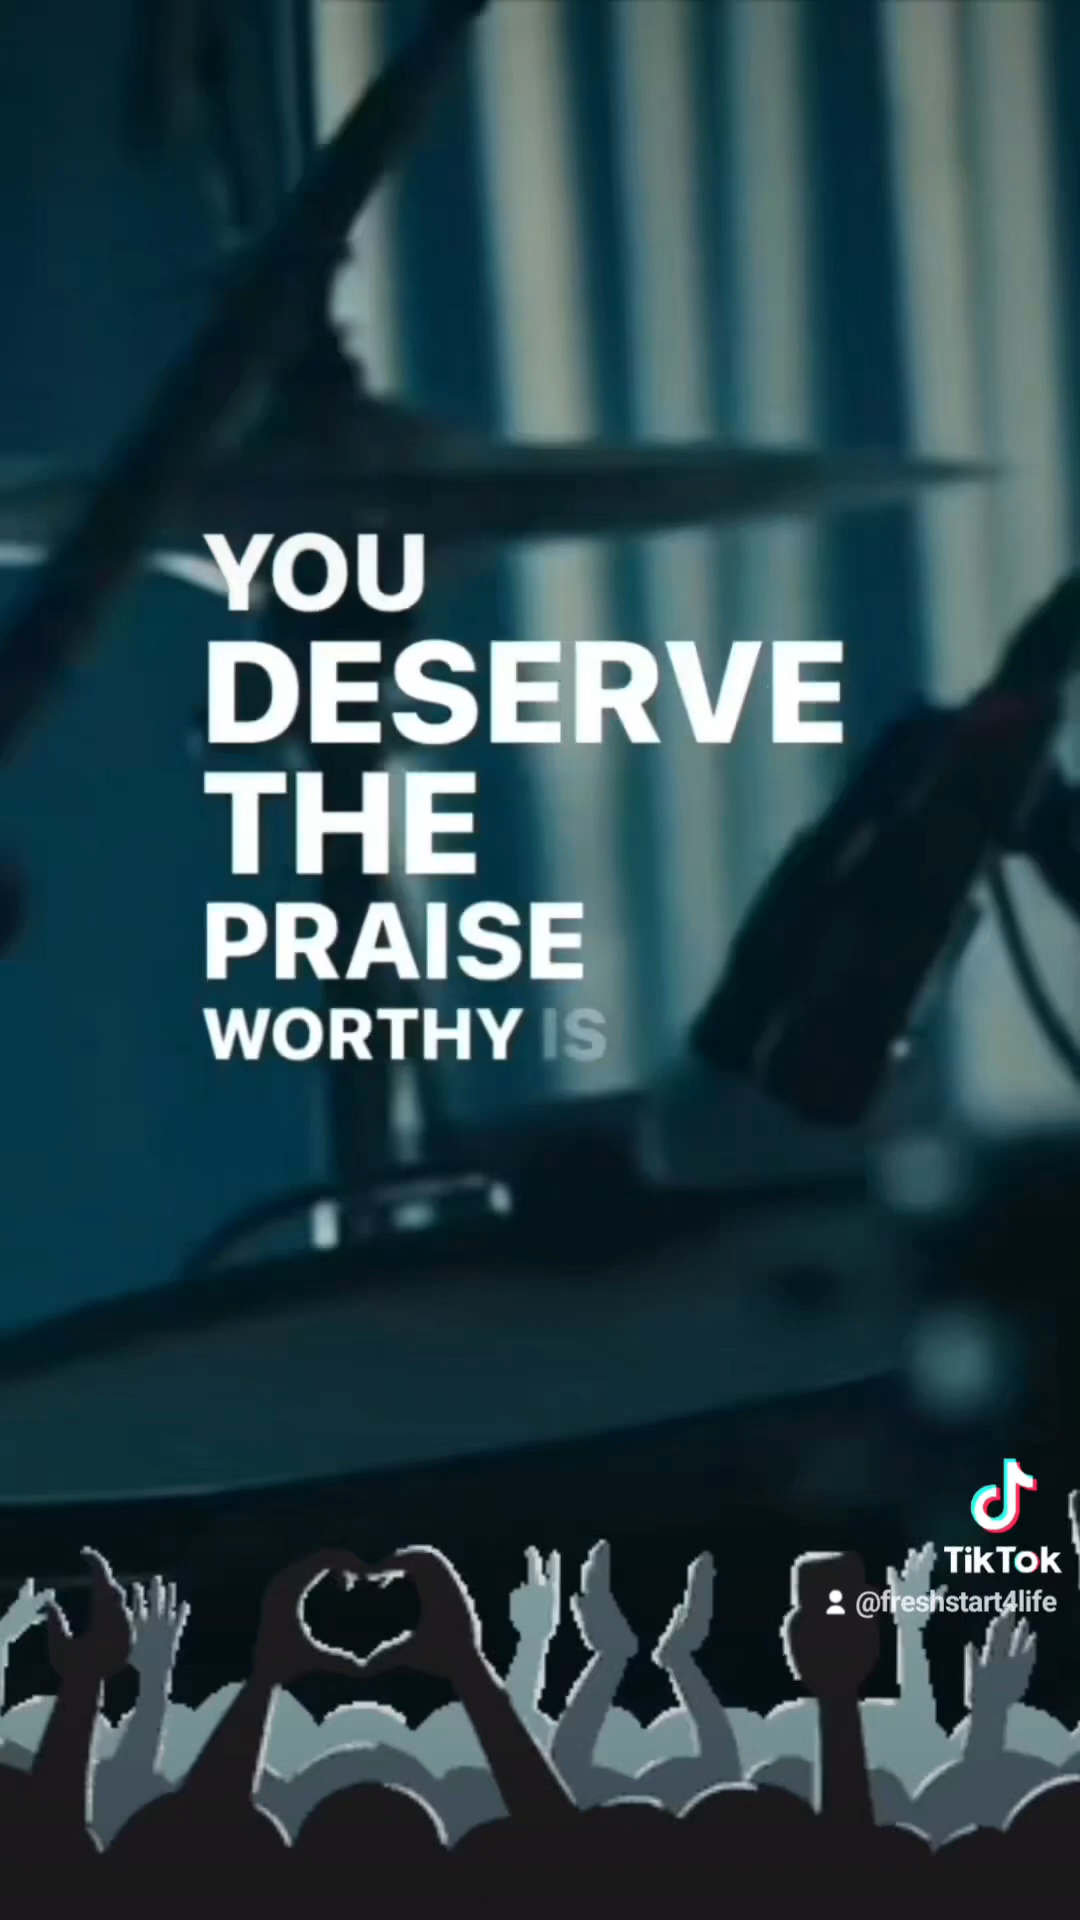 YOU
DESERVE
THE
PRAISE
WORTHY IS
TikTok
@freshstart4life